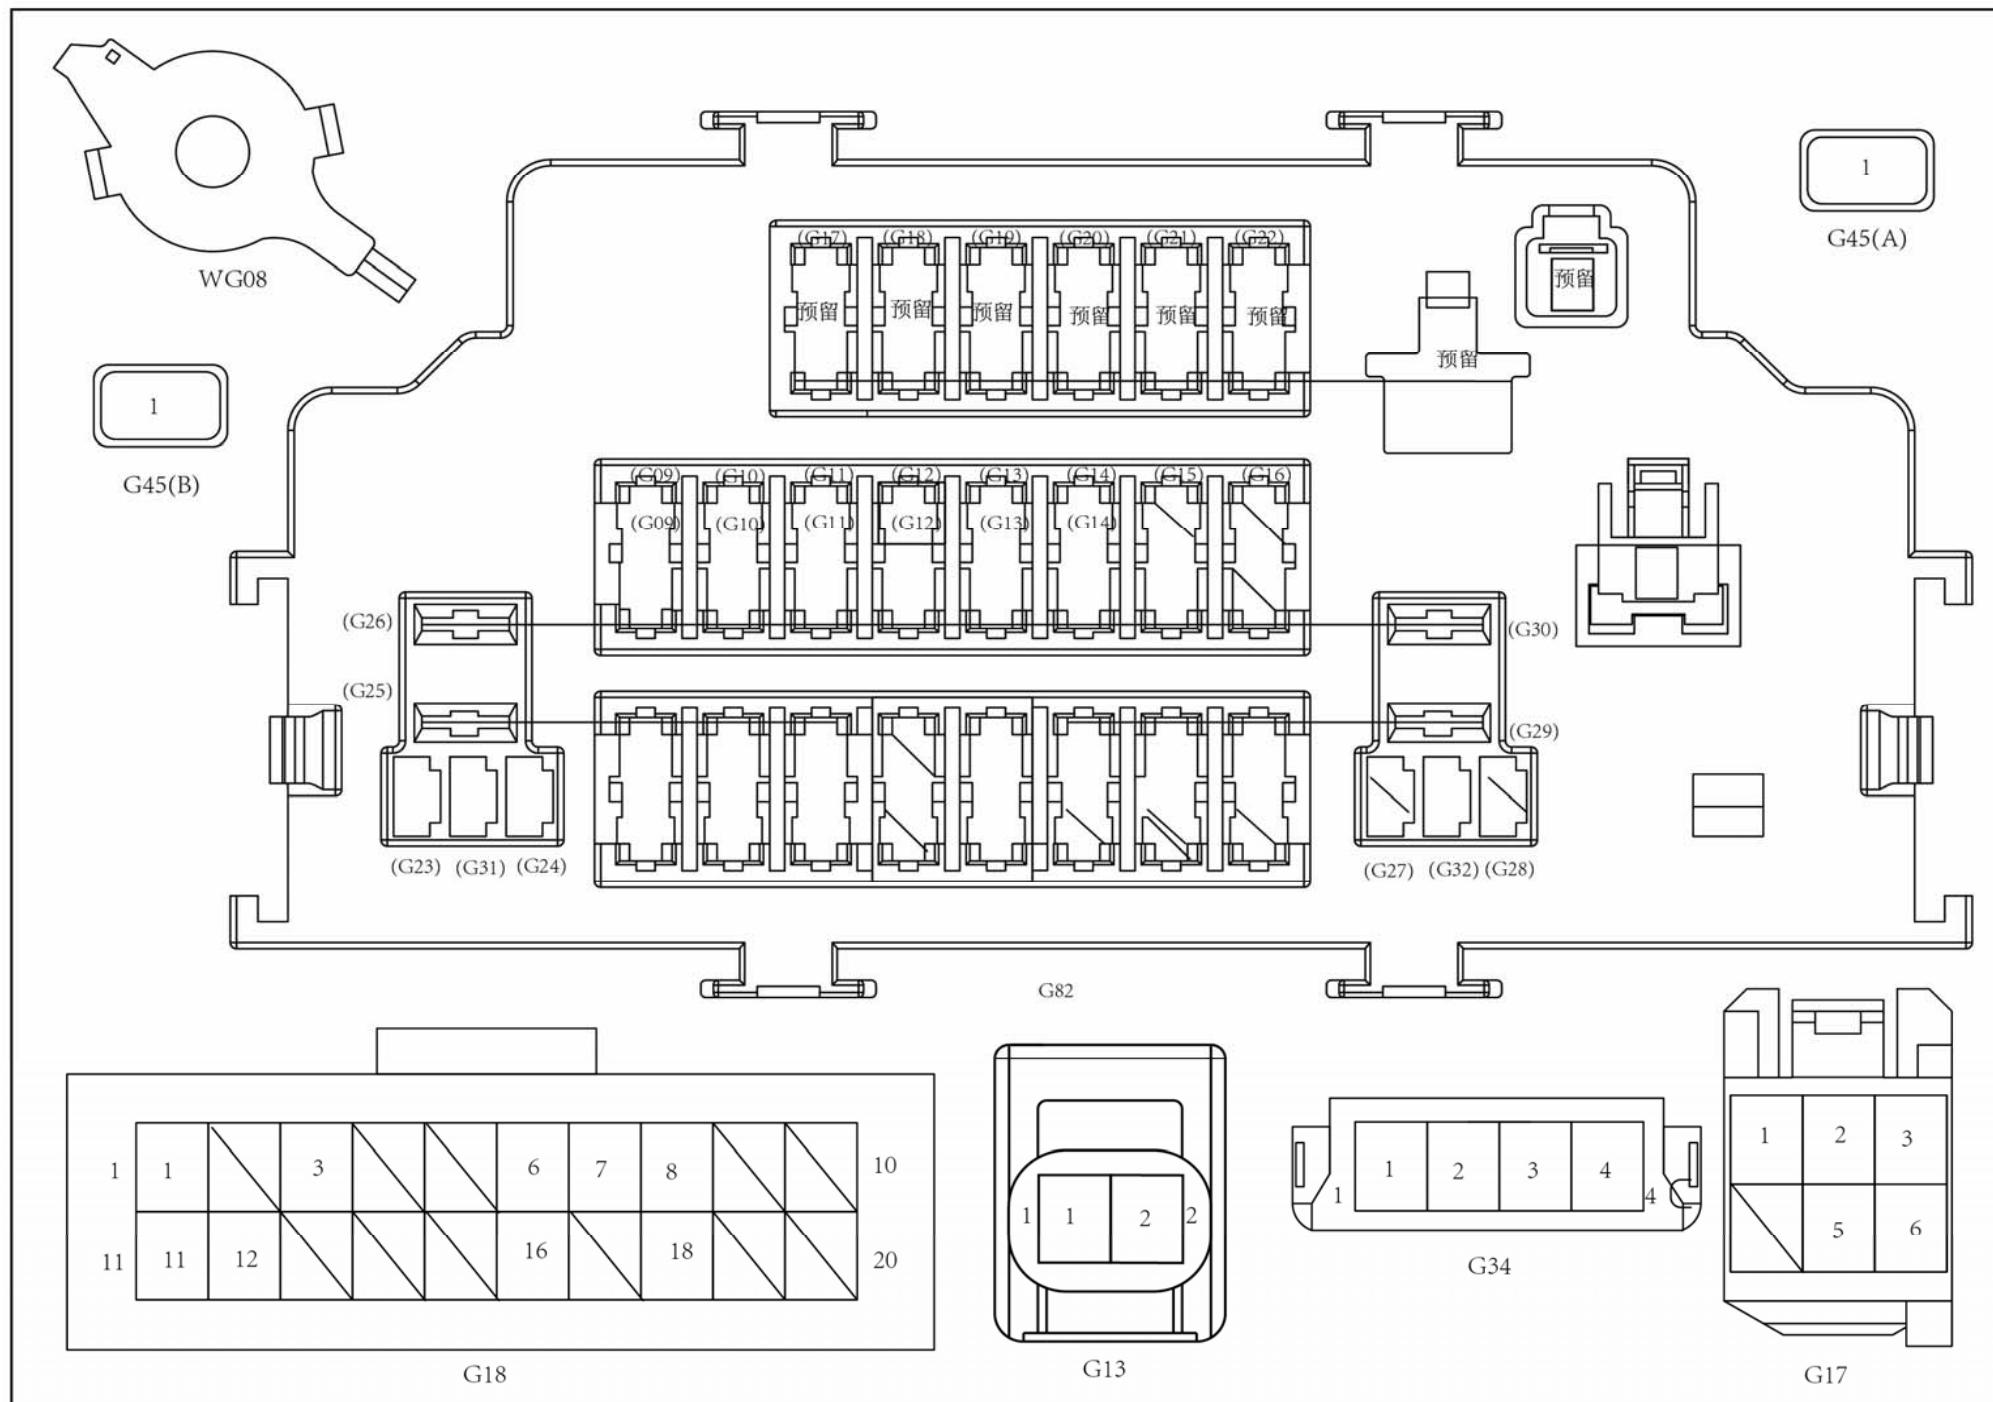 1
G45(A)
WG08
(G17) (G18) (G19) (G20) (G21) (G22)
预留
预留 预留 预留 预留 预留 预留
预留
1
G45(B)
(G09) (G10) (G11) (G12) (G13) (G14) (G15) (G16)
(G09) (G10) (G11) (G12) (G13) (G14)
(G26) (G30)
(G25) (G29)
(G23) (G31) (G24) (G27) (G32) (G28)
G82
1 1 3 6 7 8 10
11 11 12 16 18 20
G18
1 1 2 2
G13
1 2 3 4
1 4
G34
1 2 3
5 6
G17